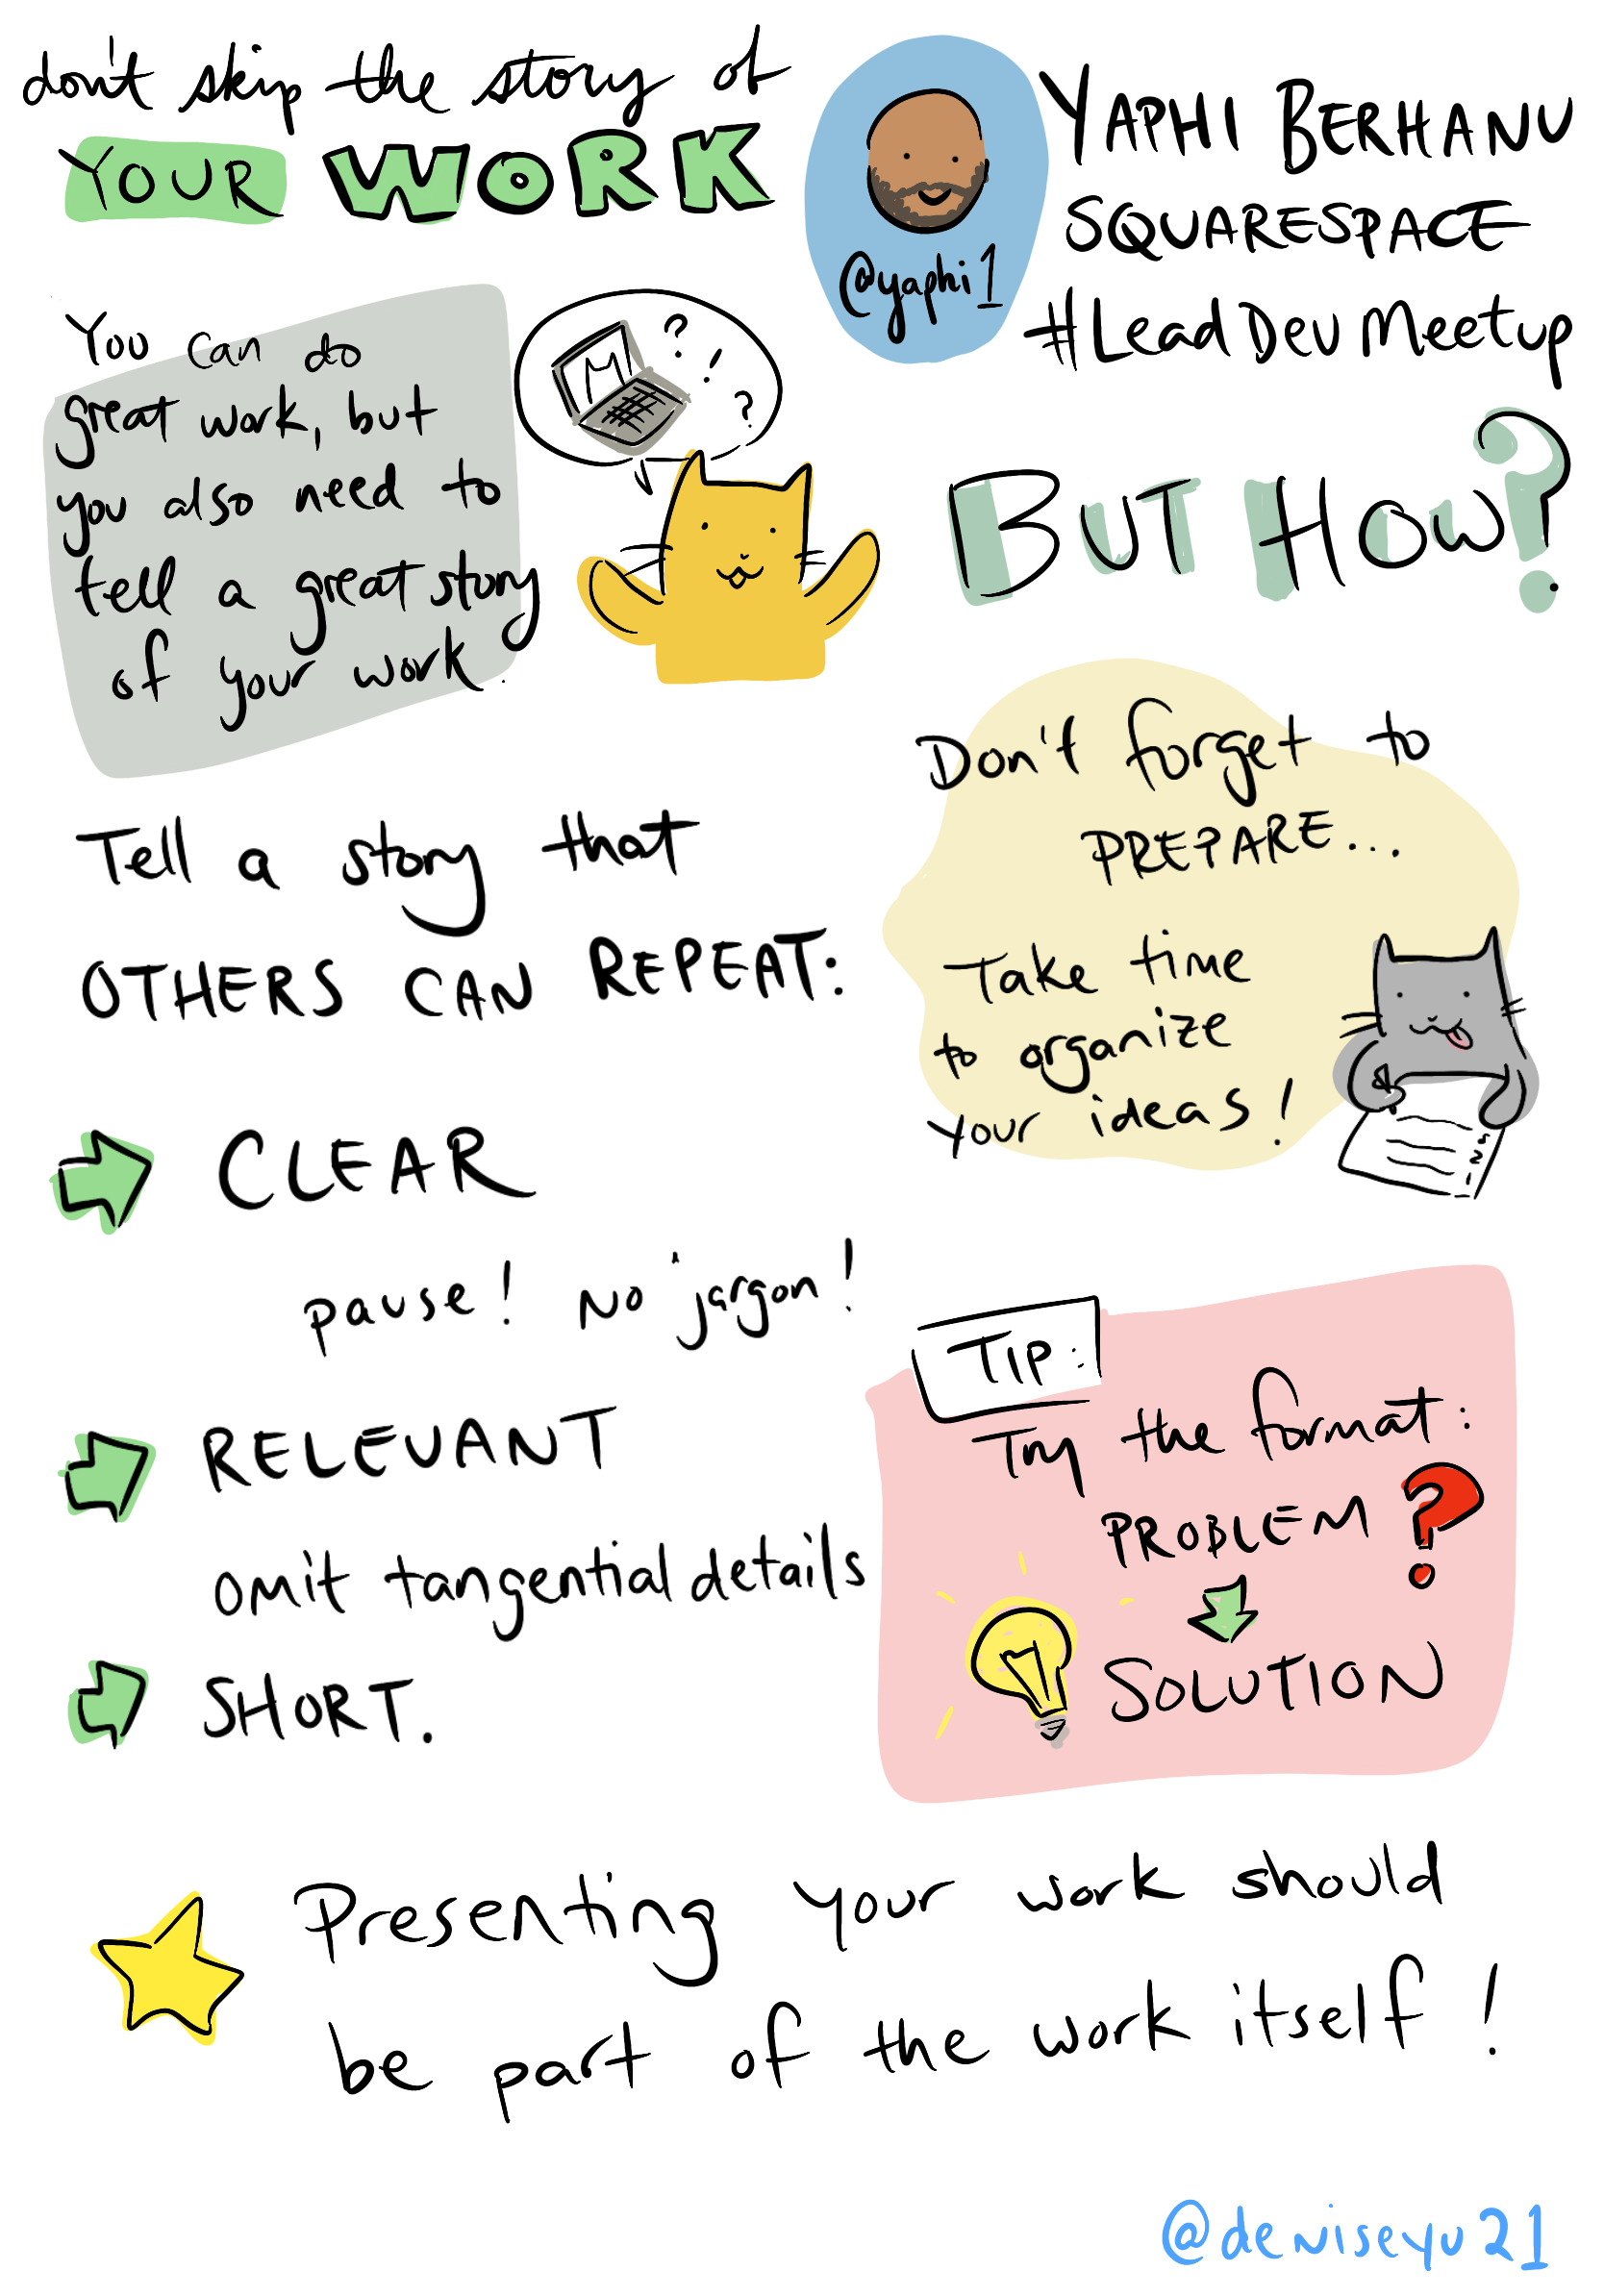 don't skip the story of
YOUR WORK
@yaphi1
YAPHI BERHANU
SQUARESPACE
#LeadDevMeetup
You can do
great work, but
you also need to
tell a great story
of your work.
? ! ?
BUT HOW?
Don't forget to
PREPARE...
Take time
to organize
your ideas!
1
2
3
Tell a story that
OTHERS CAN REPEAT:
CLEAR
pause! No jargon!
RELEVANT
omit tangential details
SHORT.
TIP:
Try the format:
PROBLEM ?
SOLUTION
Presenting your work should
be part of the work itself!
@deniseyu21